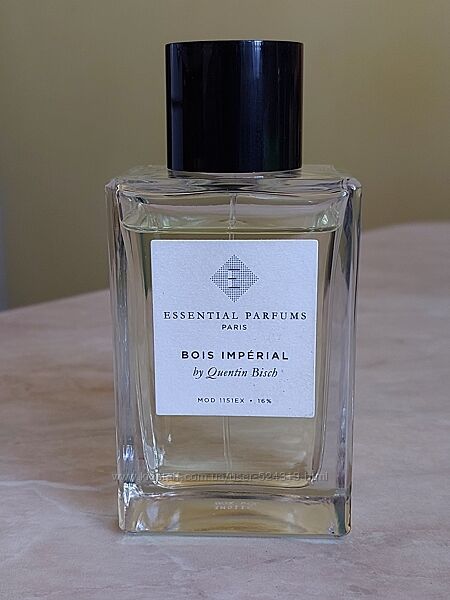 E
ESSENTIAL PARFUMS
PARIS
BOIS IMPÉRIAL
by Quentin Bisch
MOD 1151EX • 16%